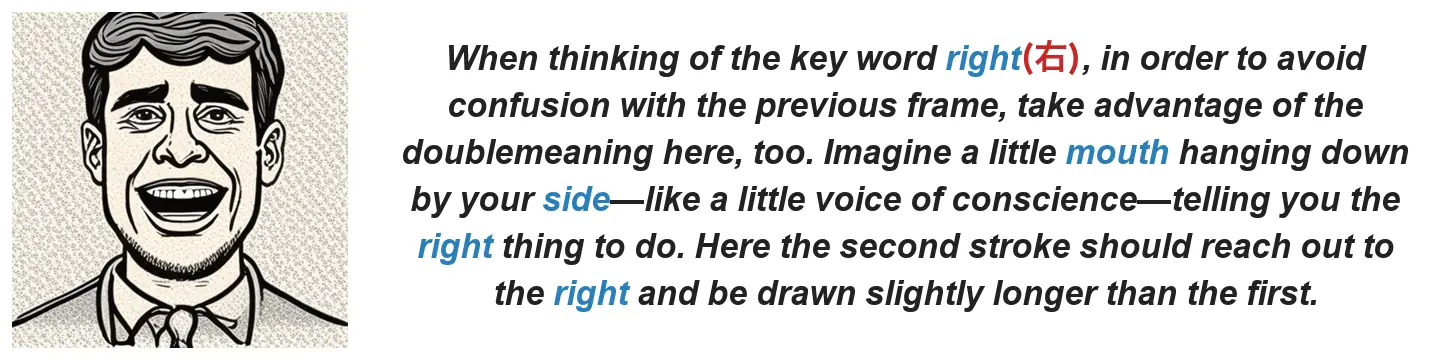 When thinking of the key word right(右), in order to avoid
confusion with the previous frame, take advantage of the
doublemeaning here, too. Imagine a little mouth hanging down
by your side—like a little voice of conscience—telling you the
right thing to do. Here the second stroke should reach out to
the right and be drawn slightly longer than the first.